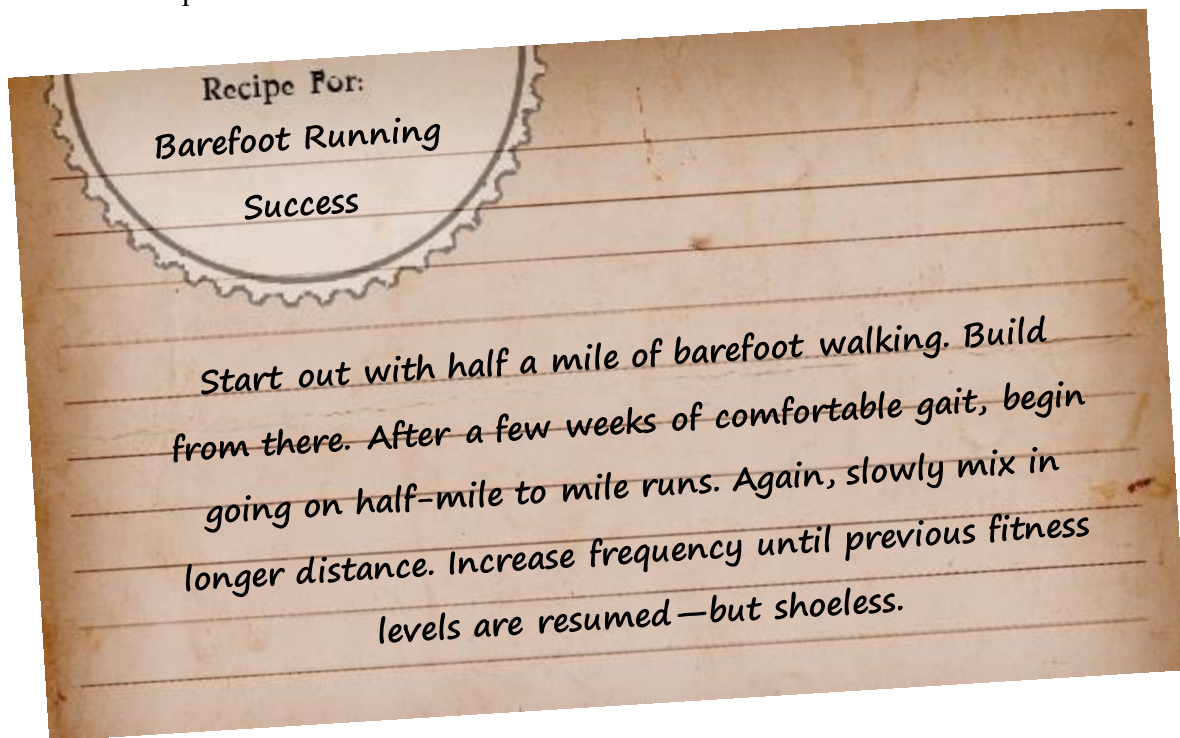 Recipe For:
Barefoot Running
Success
Start out with half a mile of barefoot walking. Build
from there. After a few weeks of comfortable gait, begin
going on half-mile to mile runs. Again, slowly mix in
longer distance. Increase frequency until previous fitness
levels are resumed—but shoeless.